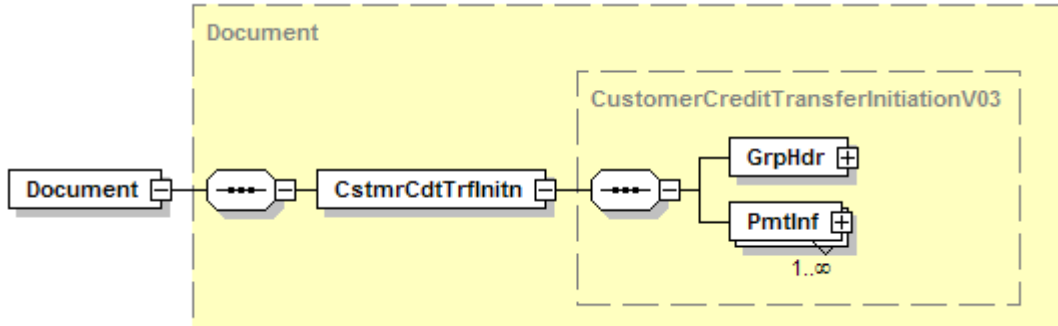 Document
CustomerCreditTransferInitiationV03
GrpHdr
Document
CstmrCdtTrfInitn
PmtInf
1..∞